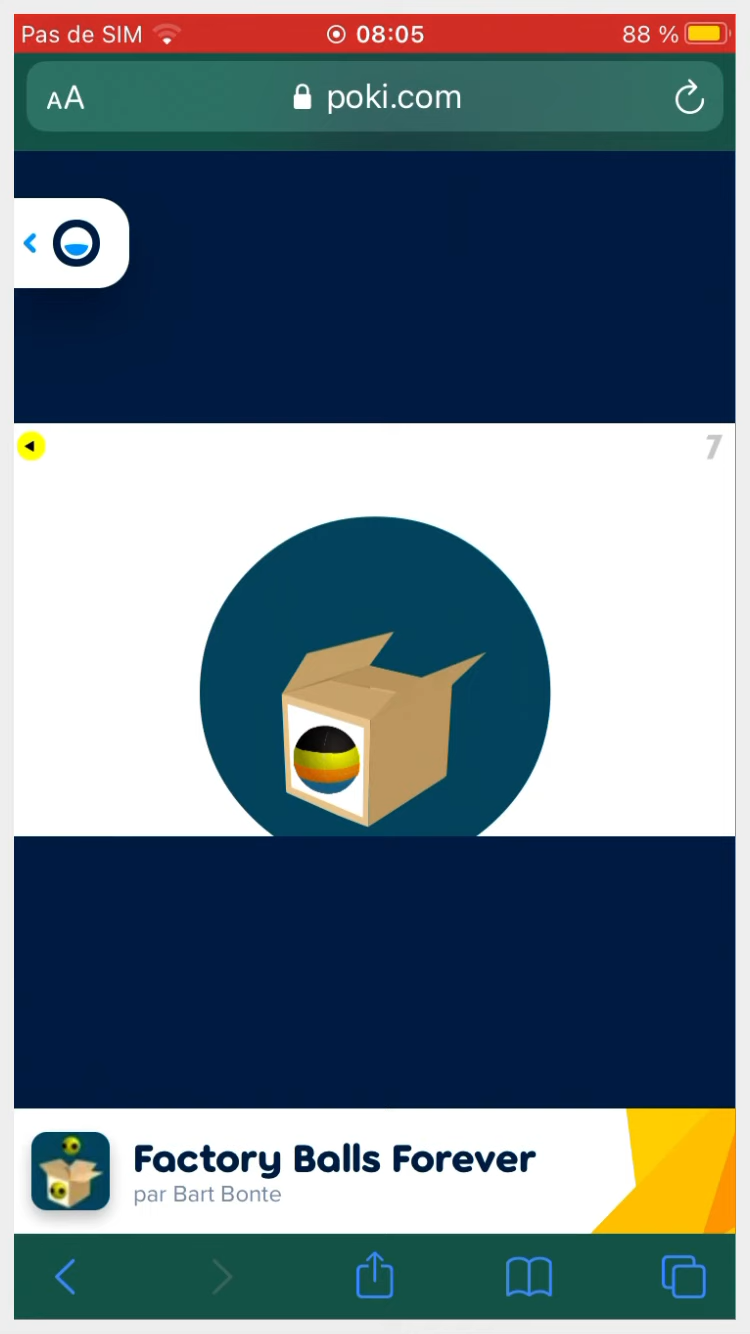 Pas de SIM 08:05 88 %
AA poki.com
7
Factory Balls Forever
par Bart Bonte